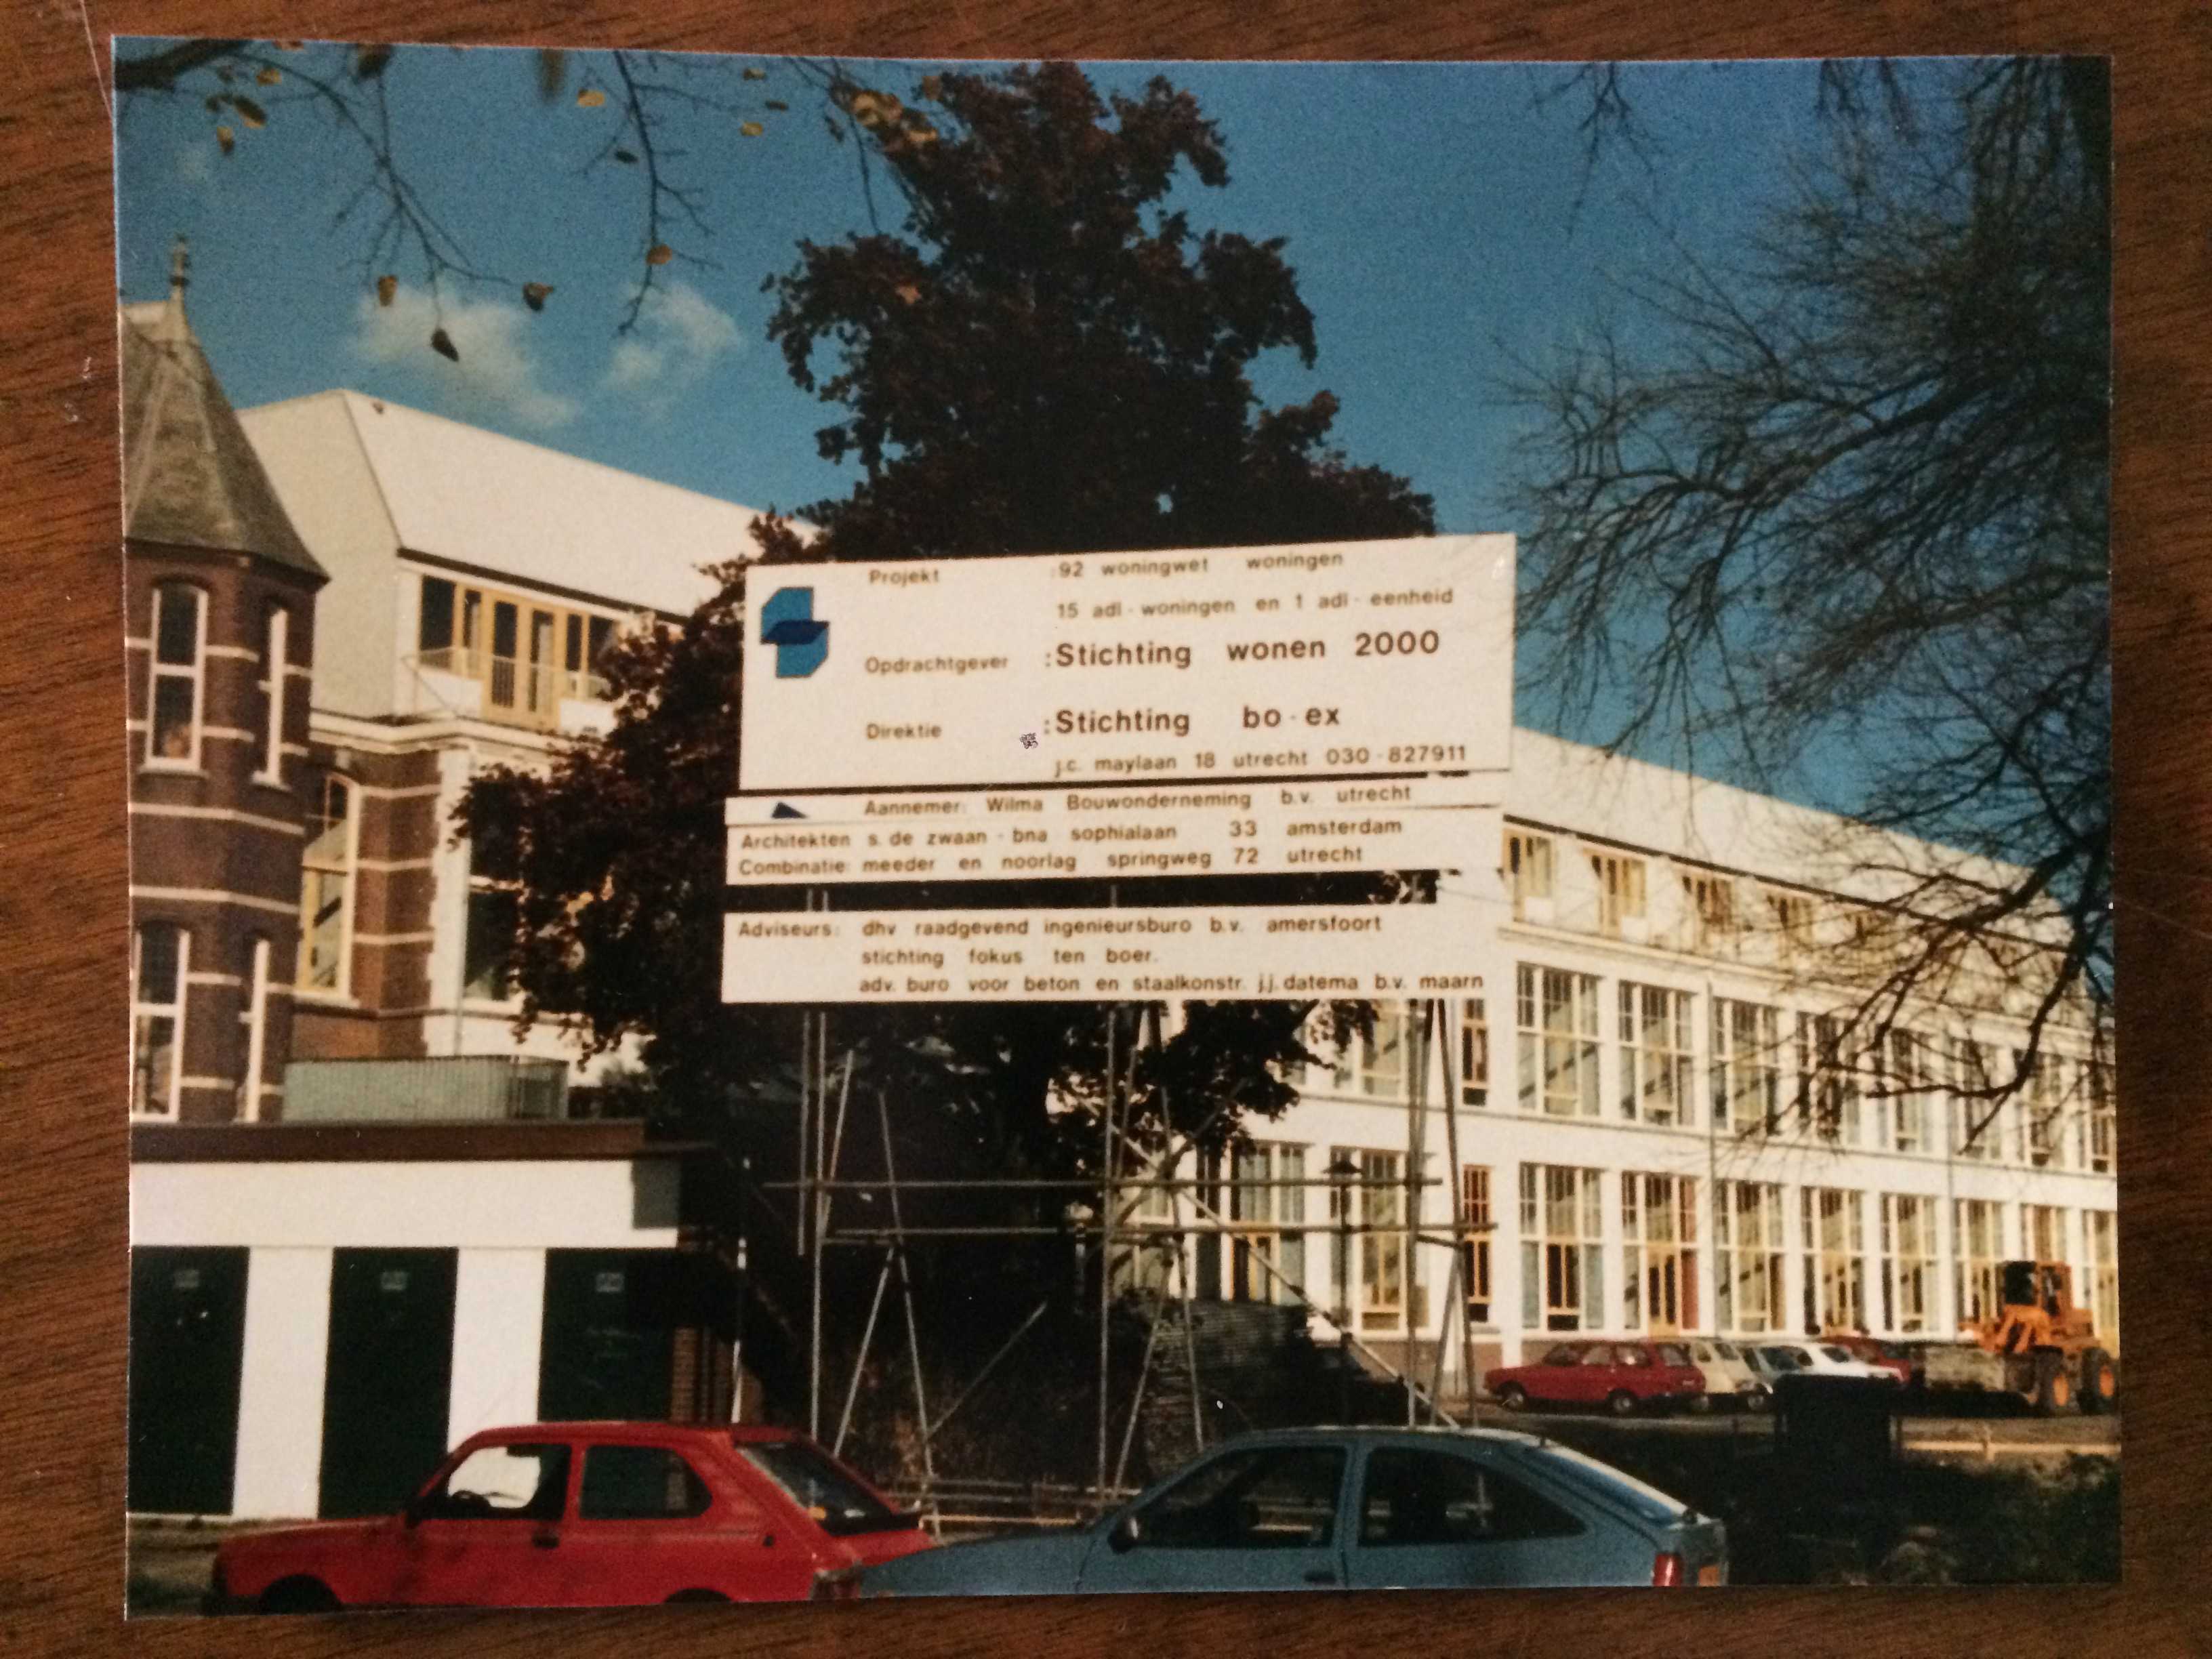 Projekt :92 woningwet woningen
15 adl-woningen en 1 adl-eenheid
Opdrachtgever :Stichting wonen 2000
Direktie :Stichting bo-ex
j.c. maylaan 18 utrecht 030-827911
Aannemer: Wilma Bouwonderneming b.v. utrecht
Architekten s. de zwaan - bna sophialaan 33 amsterdam
Combinatie: meeder en noorlag springweg 72 utrecht
Adviseurs: dhv raadgevend ingenieursburo b.v. amersfoort
stichting fokus ten boer.
adv. buro voor beton en staalkonstr. j.j. datema b.v. maarn